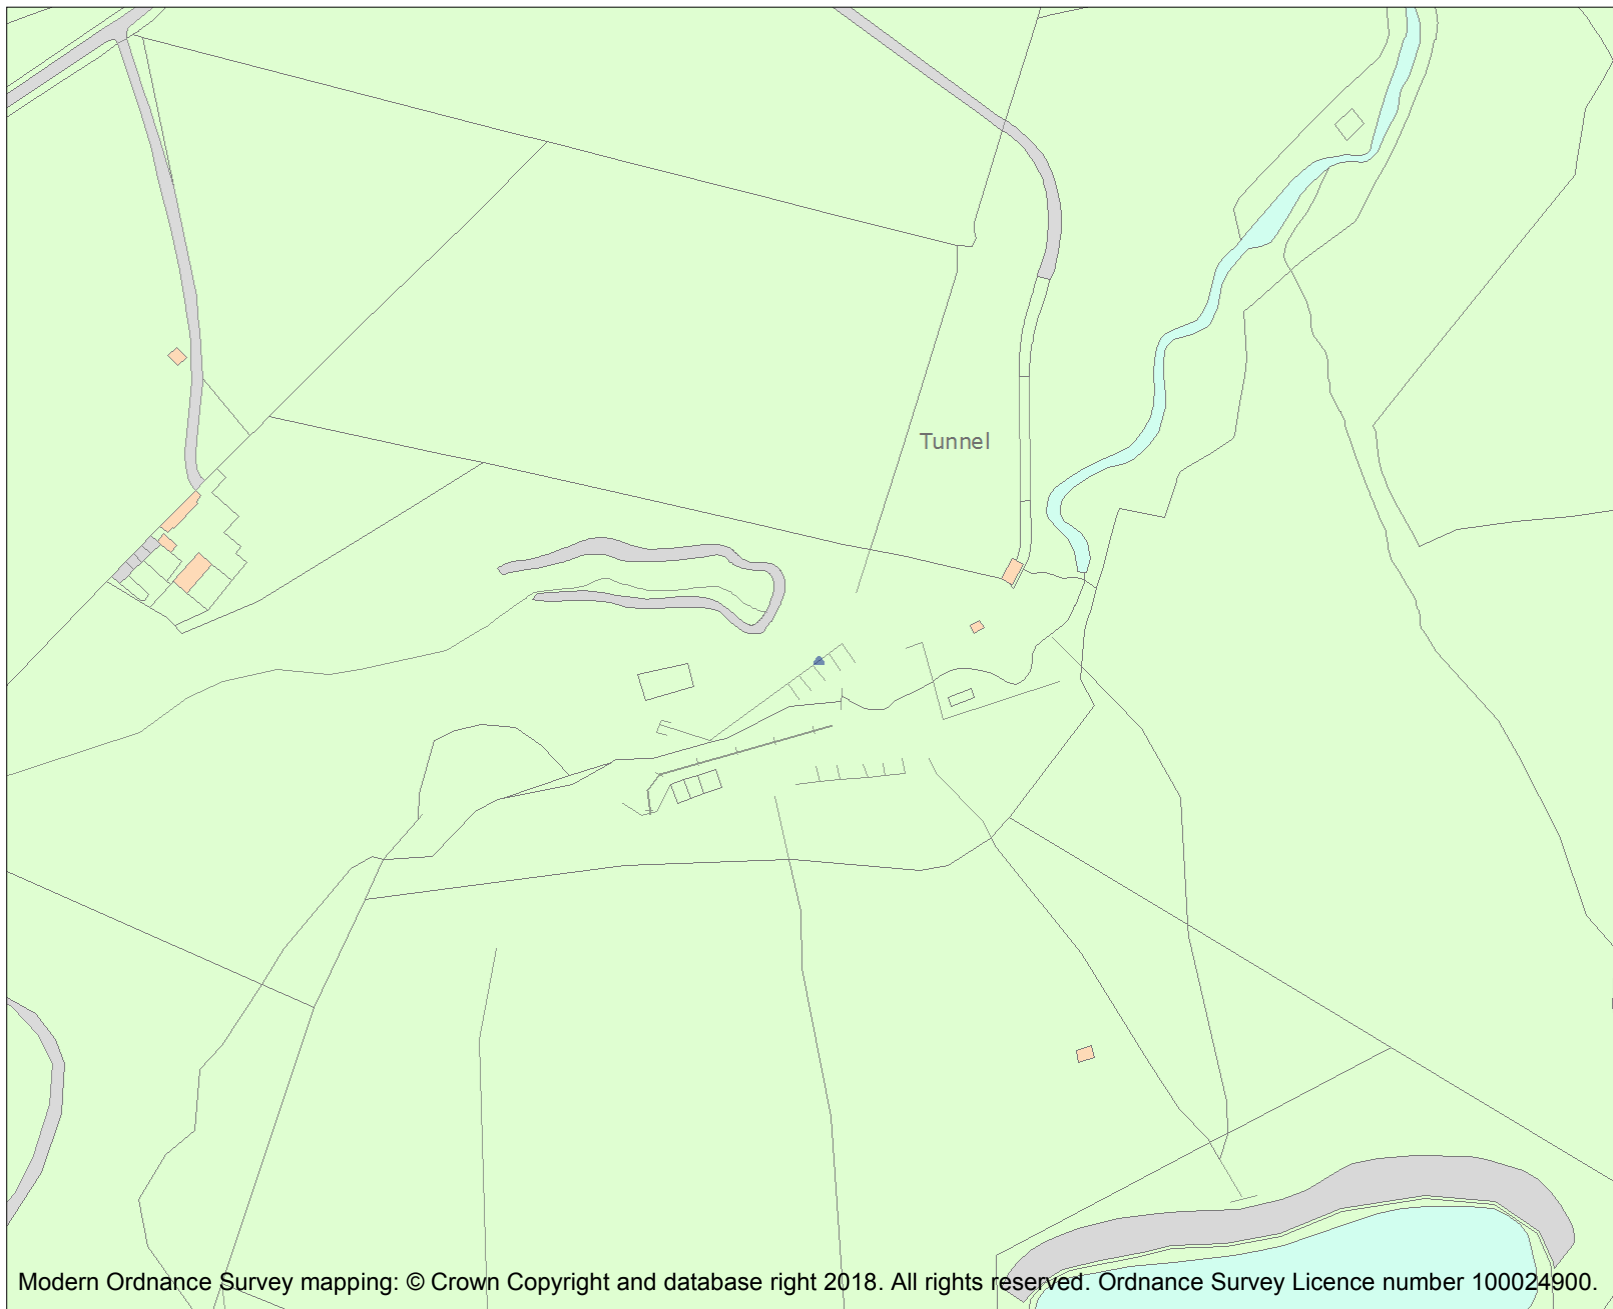 Tunnel
Modern Ordnance Survey mapping: © Crown Copyright and database right 2018. All rights reserved. Ordnance Survey Licence number 100024900.